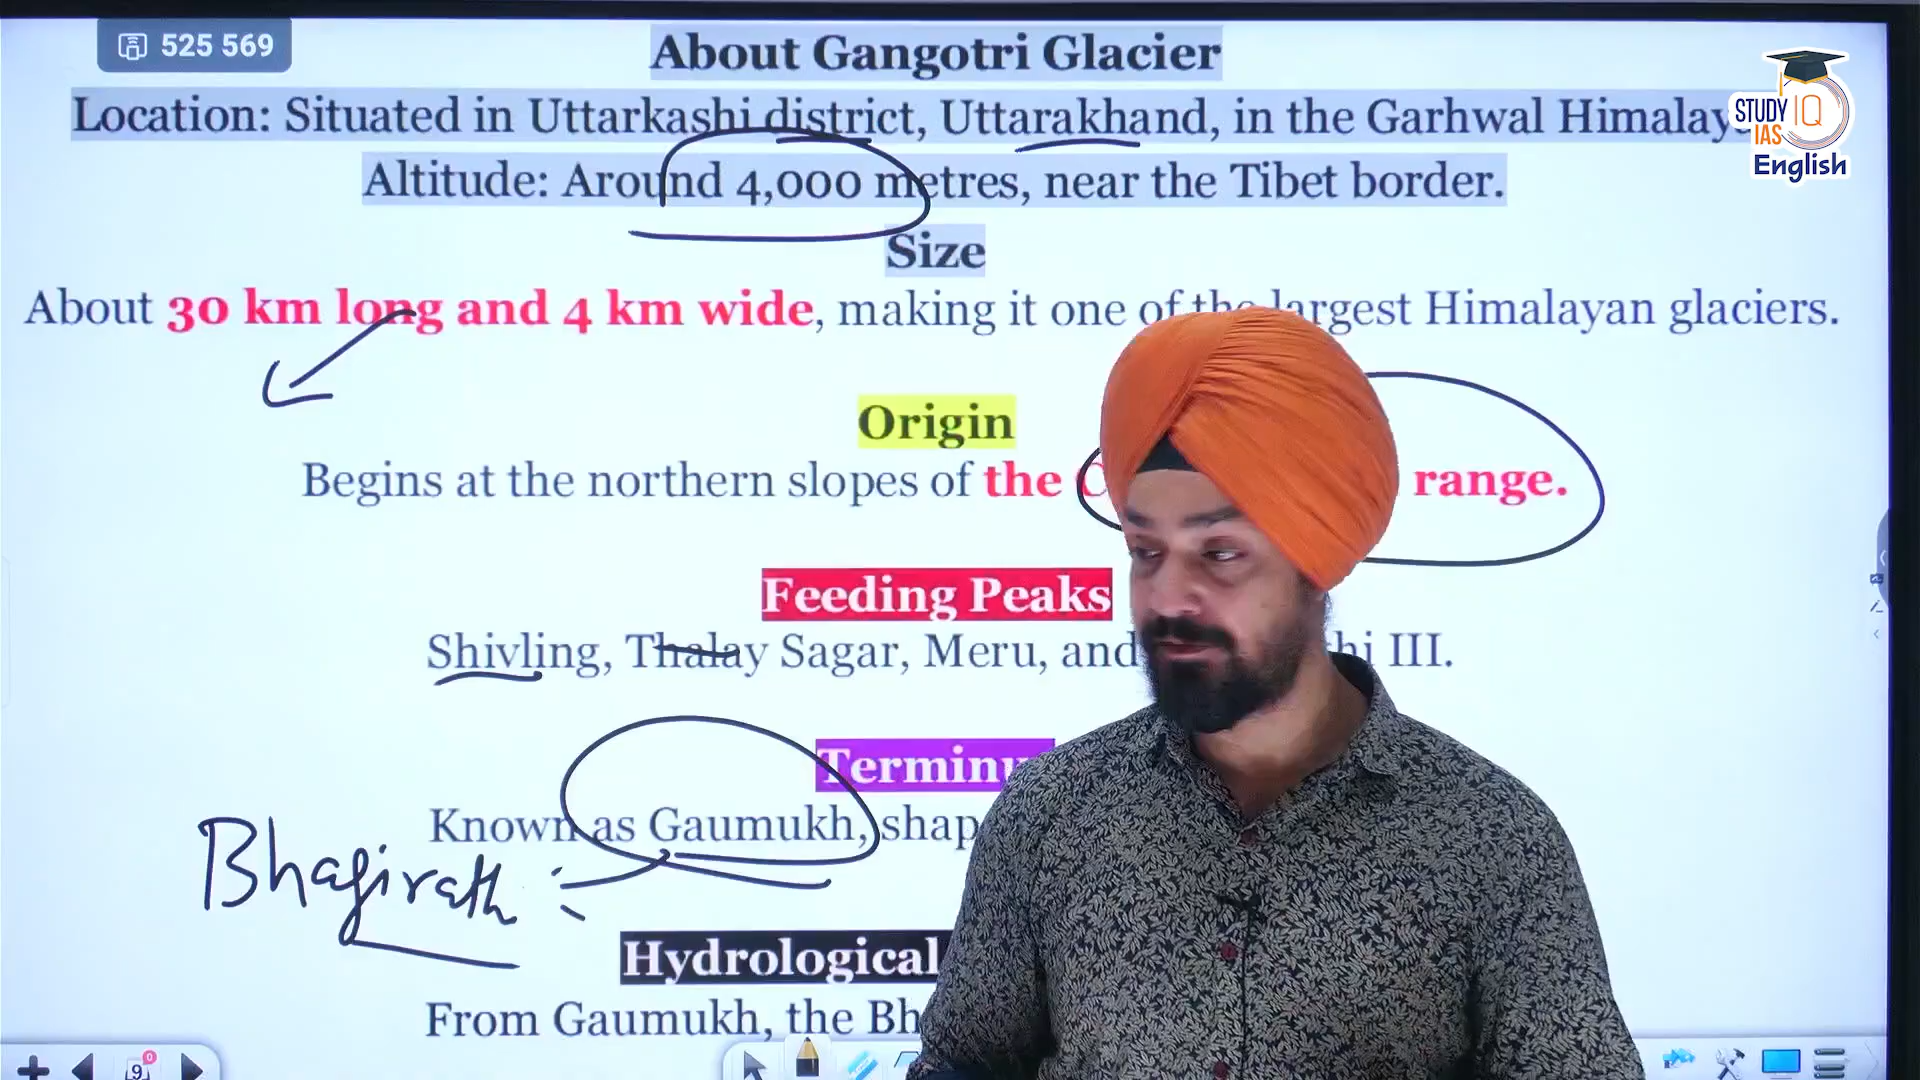 525 569
About Gangotri Glacier
STUDY IQ
IAS
English
Location: Situated in Uttarkashi district, Uttarakhand, in the Garhwal
Altitude: Around 4,000 metres, near the Tibet border.
Size
About 30 km long and 4 km wide, making it one of the largest Himalayan glaciers.
Origin
Begins at the northern slopes of the range.
Feeding Peaks
Shivling, Thalay Sagar, Meru, and III.
Known as Gaumukh,
Bhagirath
Hydrological
From Gaumukh, the
9
0